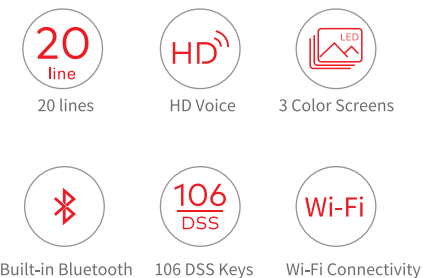 20
line
HD
LED
20 lines
HD Voice
3 Color Screens
106
DSS
Wi-Fi
Built-in Bluetooth
106 DSS Keys
Wi-Fi Connectivity